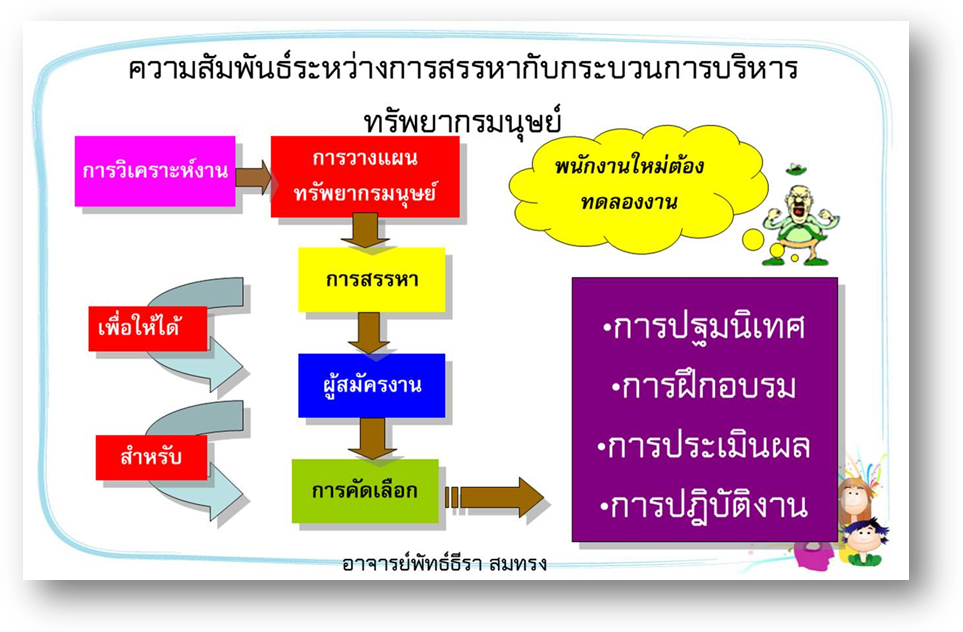 ความสัมพันธ์ระหว่างการสรรหากับกระบวนการบริหาร
ทรัพยากรมนุษย์
การวิเคราะห์งาน
การวางแผน
ทรัพยากรมนุษย์
พนักงานใหม่ต้อง
ทดลองงาน
การสรรหา
เพื่อให้ได้
ผู้สมัครงาน
สำหรับ
การคัดเลือก
•การปฐมนิเทศ
•การฝึกอบรม
•การประเมินผล
•การปฎิบัติงาน
อาจารย์พัทธ์ธีรา สมทรง